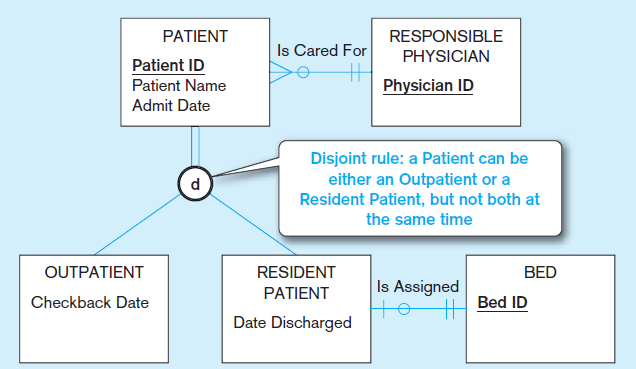 PATIENT
Patient ID
Patient Name
Admit Date
Is Cared For
RESPONSIBLE
PHYSICIAN
Physician ID
d
Disjoint rule: a Patient can be
either an Outpatient or a
Resident Patient, but not both at
the same time
OUTPATIENT
Checkback Date
RESIDENT
PATIENT
Date Discharged
Is Assigned
BED
Bed ID